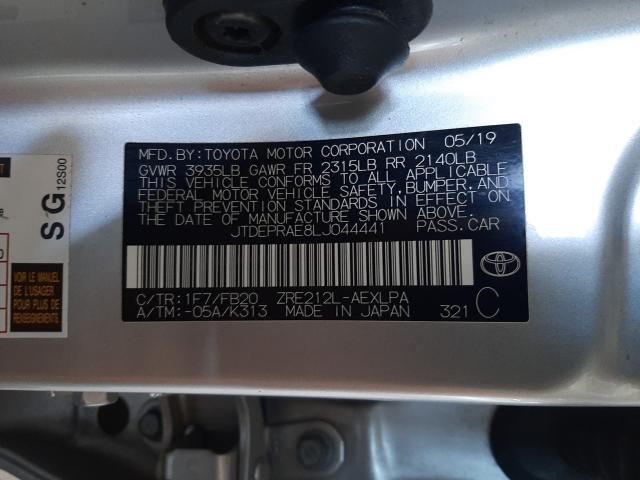 MFD.BY:TOYOTA MOTOR CORPORATION 05/19
GVWR 3935LB GAWR FR 2315LB RR 2140LB
THIS VEHICLE CONFORMS TO ALL APPLICABLE
FEDERAL MOTOR VEHICLE SAFETY,BUMPER,AND
THEFT PREVENTION STANDARDS IN EFFECT ON
THE DATE OF MANUFACTURE SHOWN ABOVE.
JTDEPRAE8LJ044441 PASS.CAR
C/TR:1F7/FB20 ZRE212L-AEXLPA C
A/TM:-05A/K313 MADE IN JAPAN 321
SG
12S00
VOIR LE MANUEL
POUR PLUS DE
RENSEIGNEMENTS